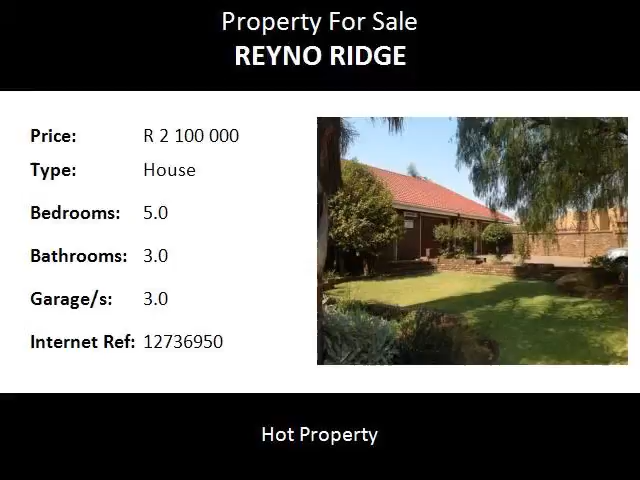 Property For Sale
REYNO RIDGE
Price: R 2 100 000
Type: House
Bedrooms: 5.0
Bathrooms: 3.0
Garage/s: 3.0
Internet Ref: 12736950
Hot Property